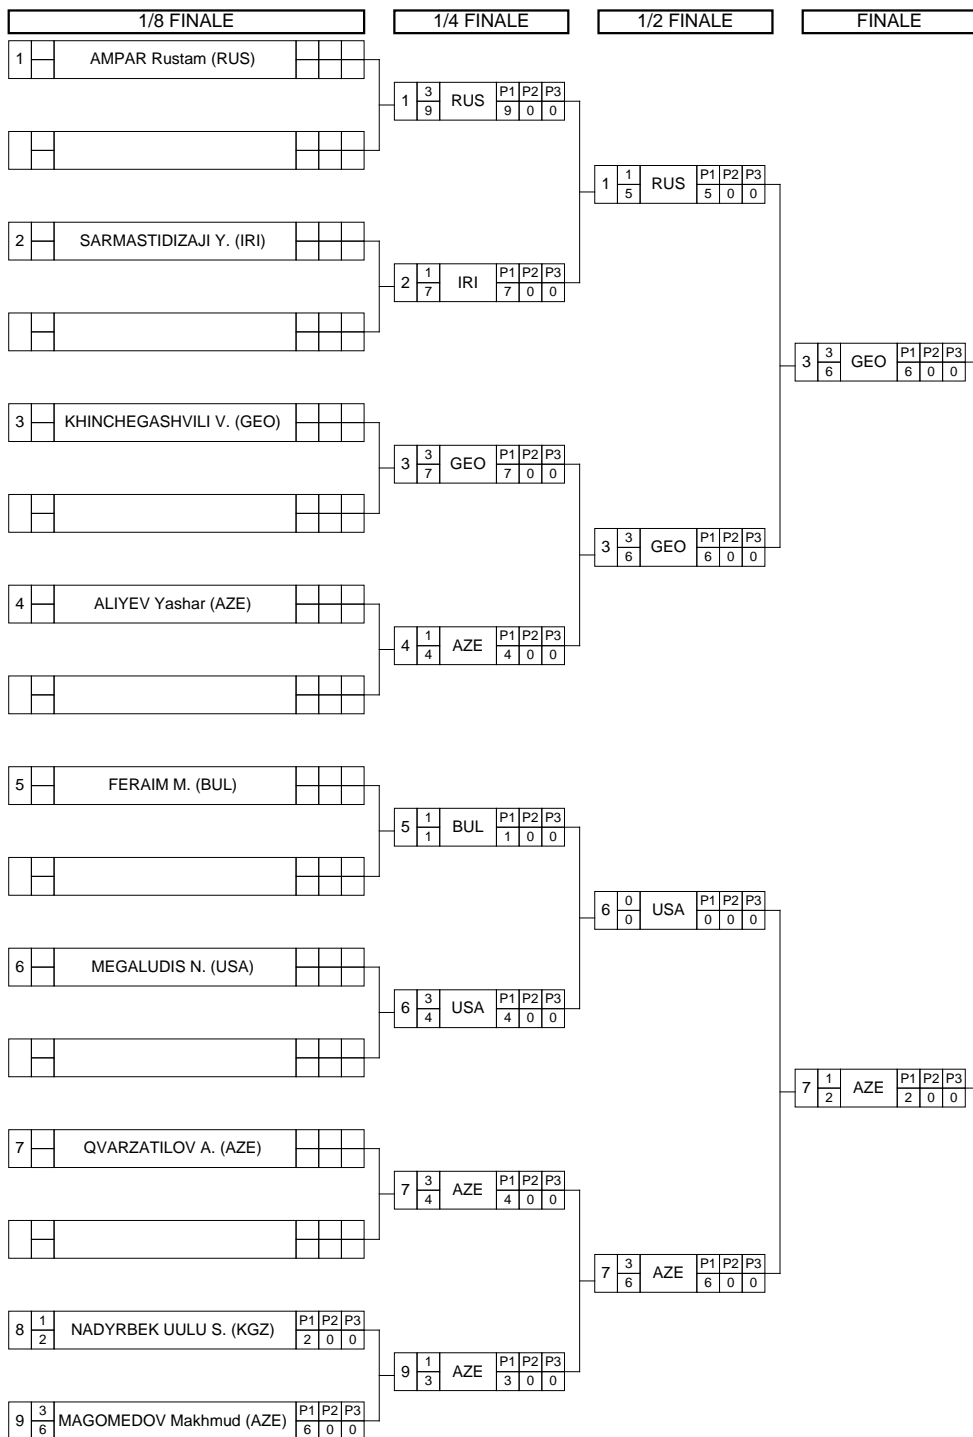 1/8 FINALE 1/4 FINALE 1/2 FINALE FINALE
1 AMPAR Rustam (RUS)
1 3 9 RUS P1 P2 P3
9 0 0
1 1 5 RUS P1 P2 P3
5 0 0
2 SARMASTIDIZAJI Y. (IRI)
2 1 7 IRI P1 P2 P3
7 0 0
3 3 6 GEO P1 P2 P3
6 0 0
3 KHINCHEGASHVILI V. (GEO)
3 3 7 GEO P1 P2 P3
7 0 0
3 3 6 GEO P1 P2 P3
6 0 0
4 ALIYEV Yashar (AZE)
4 1 4 AZE P1 P2 P3
4 0 0
5 FERAIM M. (BUL)
5 1 1 BUL P1 P2 P3
1 0 0
6 0 0 USA P1 P2 P3
0 0 0
6 MEGALUDIS N. (USA)
6 3 4 USA P1 P2 P3
4 0 0
7 1 2 AZE P1 P2 P3
2 0 0
7 QVARZATILOV A. (AZE)
7 3 4 AZE P1 P2 P3
4 0 0
7 3 6 AZE P1 P2 P3
6 0 0
8 1 2 NADYRBEK UULU S. (KGZ) P1 P2 P3
2 0 0
9 1 3 AZE P1 P2 P3
3 0 0
9 3 6 MAGOMEDOV Makhmud (AZE) P1 P2 P3
6 0 0